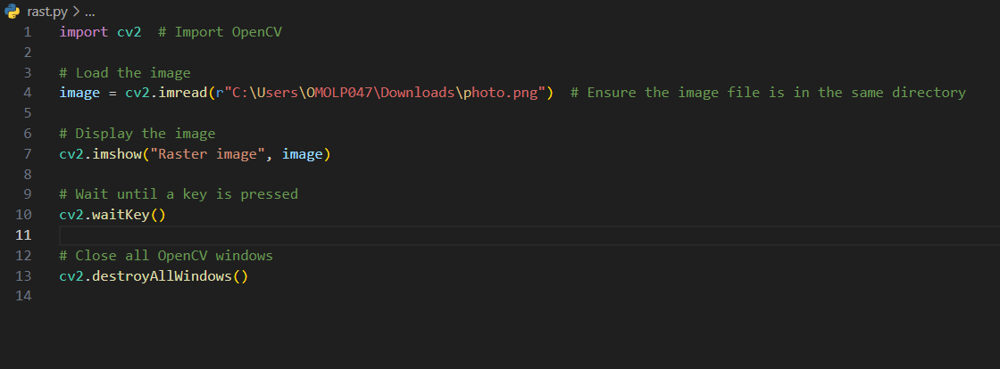 rast.py > ...
1 import cv2  # Import OpenCV
2
3 # Load the image
4 image = cv2.imread(r"C:\Users\OMOLP047\Downloads\photo.png")  # Ensure the image file is in the same directory
5
6 # Display the image
7 cv2.imshow("Raster image", image)
8
9 # Wait until a key is pressed
10 cv2.waitKey()
11
12 # Close all OpenCV windows
13 cv2.destroyAllWindows()
14